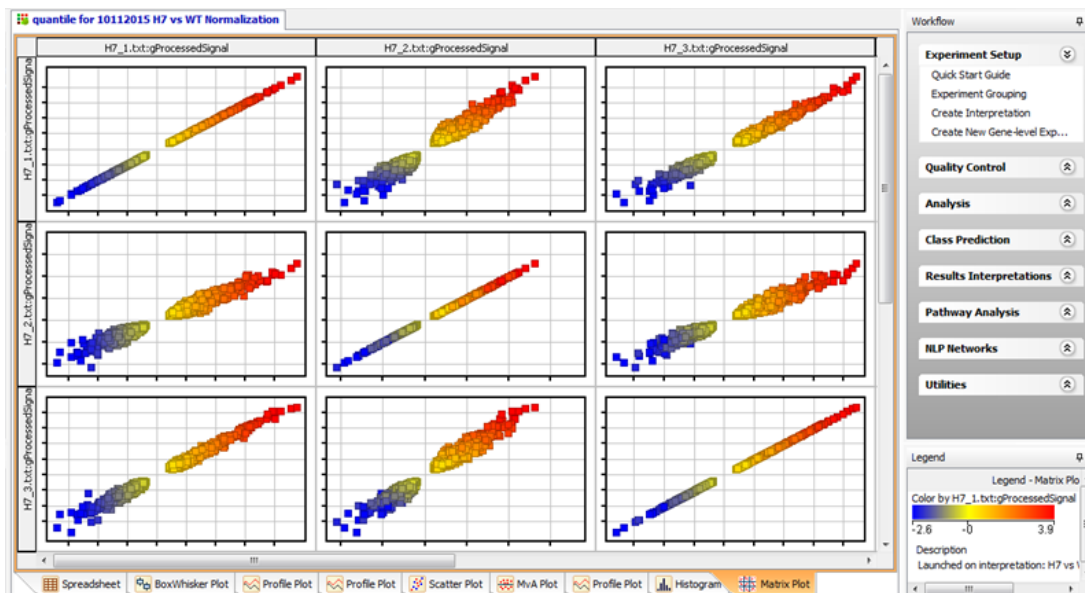 quantile for 10112015 H7 vs WT Normalization
H7_1.txt:gProcessedSignal
H7_2.txt:gProcessedSignal
H7_3.txt:gProcessedSignal
H7_1.txt:gProcessedSignal
H7_2.txt:gProcessedSignal
H7_3.txt:gProcessedSignal
Spreadsheet
BoxWhisker Plot
Profile Plot
Profile Plot
Scatter Plot
MvA Plot
Profile Plot
Histogram
Matrix Plot
Workflow
Experiment Setup
Quick Start Guide
Experiment Grouping
Create Interpretation
Create New Gene-level Exp...
Quality Control
Analysis
Class Prediction
Results Interpretations
Pathway Analysis
NLP Networks
Utilities
Legend
Legend - Matrix Plo
Color by H7_1.txt:gProcessedSignal
-2.6 -0 3.9
Description
Launched on interpretation: H7 vs